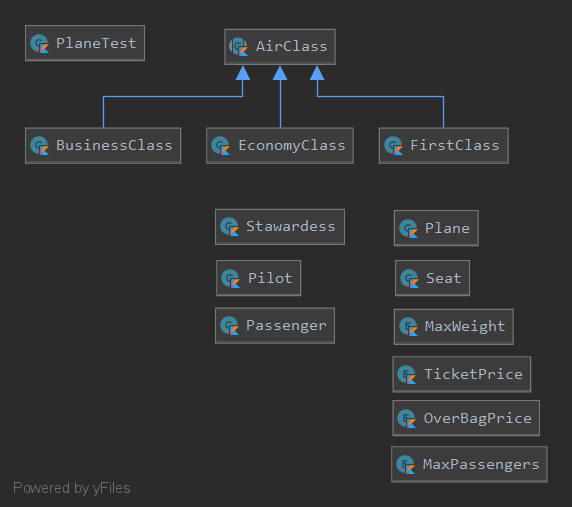 PlaneTest
AirClass
BusinessClass
EconomyClass
FirstClass
Stawardess
Plane
Pilot
Seat
Passenger
MaxWeight
TicketPrice
OverBagPrice
MaxPassengers
Powered by yFiles